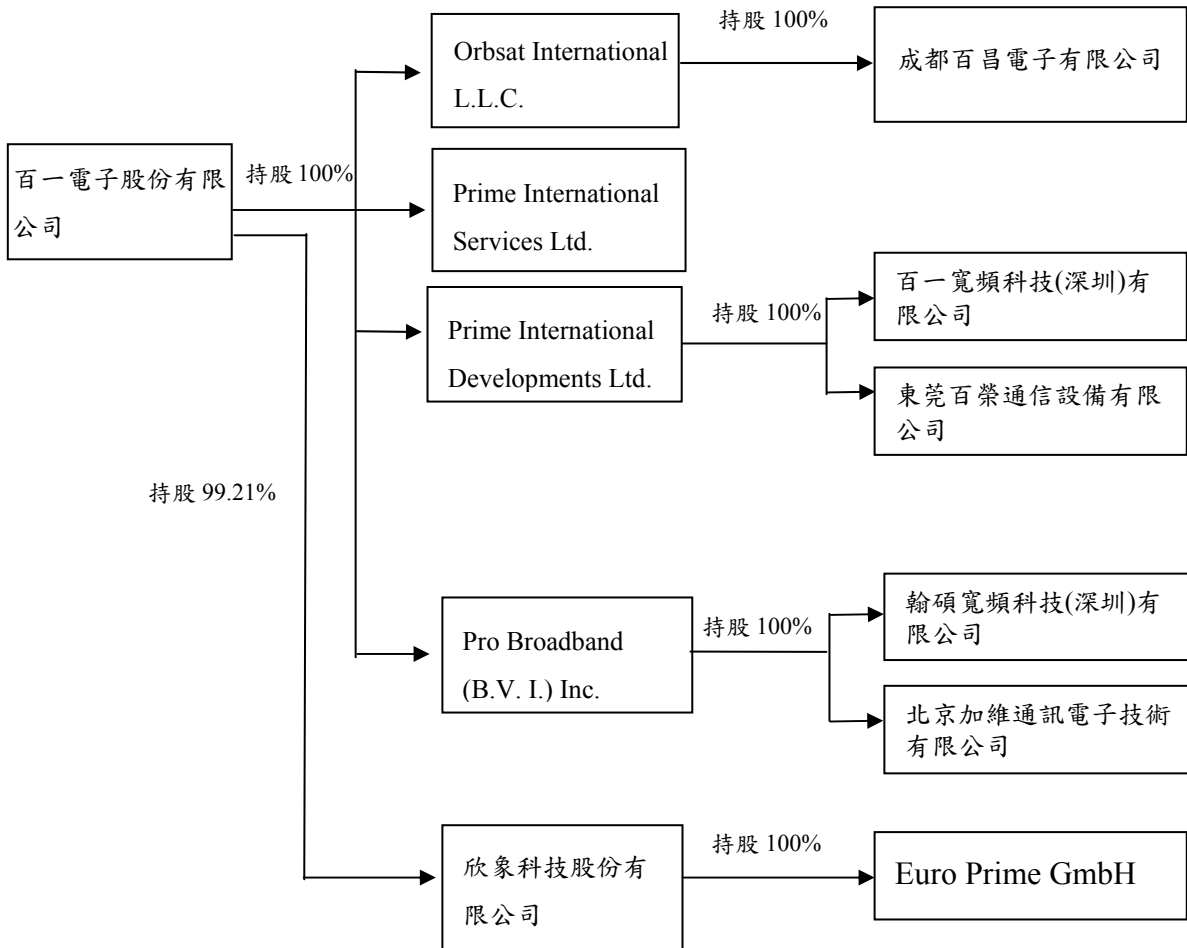 持股 100%
Orbsat International
L.L.C.
成都百昌電子有限公司
百一電子股份有限
公司
持股 100%
Prime International
Services Ltd.
Prime International
Developments Ltd.
持股 100%
百一寬頻科技(深圳)有
限公司
東莞百榮通信設備有限
公司
持股 99.21%
Pro Broadband
(B.V. I.) Inc.
持股 100%
翰碩寬頻科技(深圳)有
限公司
北京加維通訊電子技術
有限公司
欣象科技股份有
限公司
持股 100%
Euro Prime GmbH